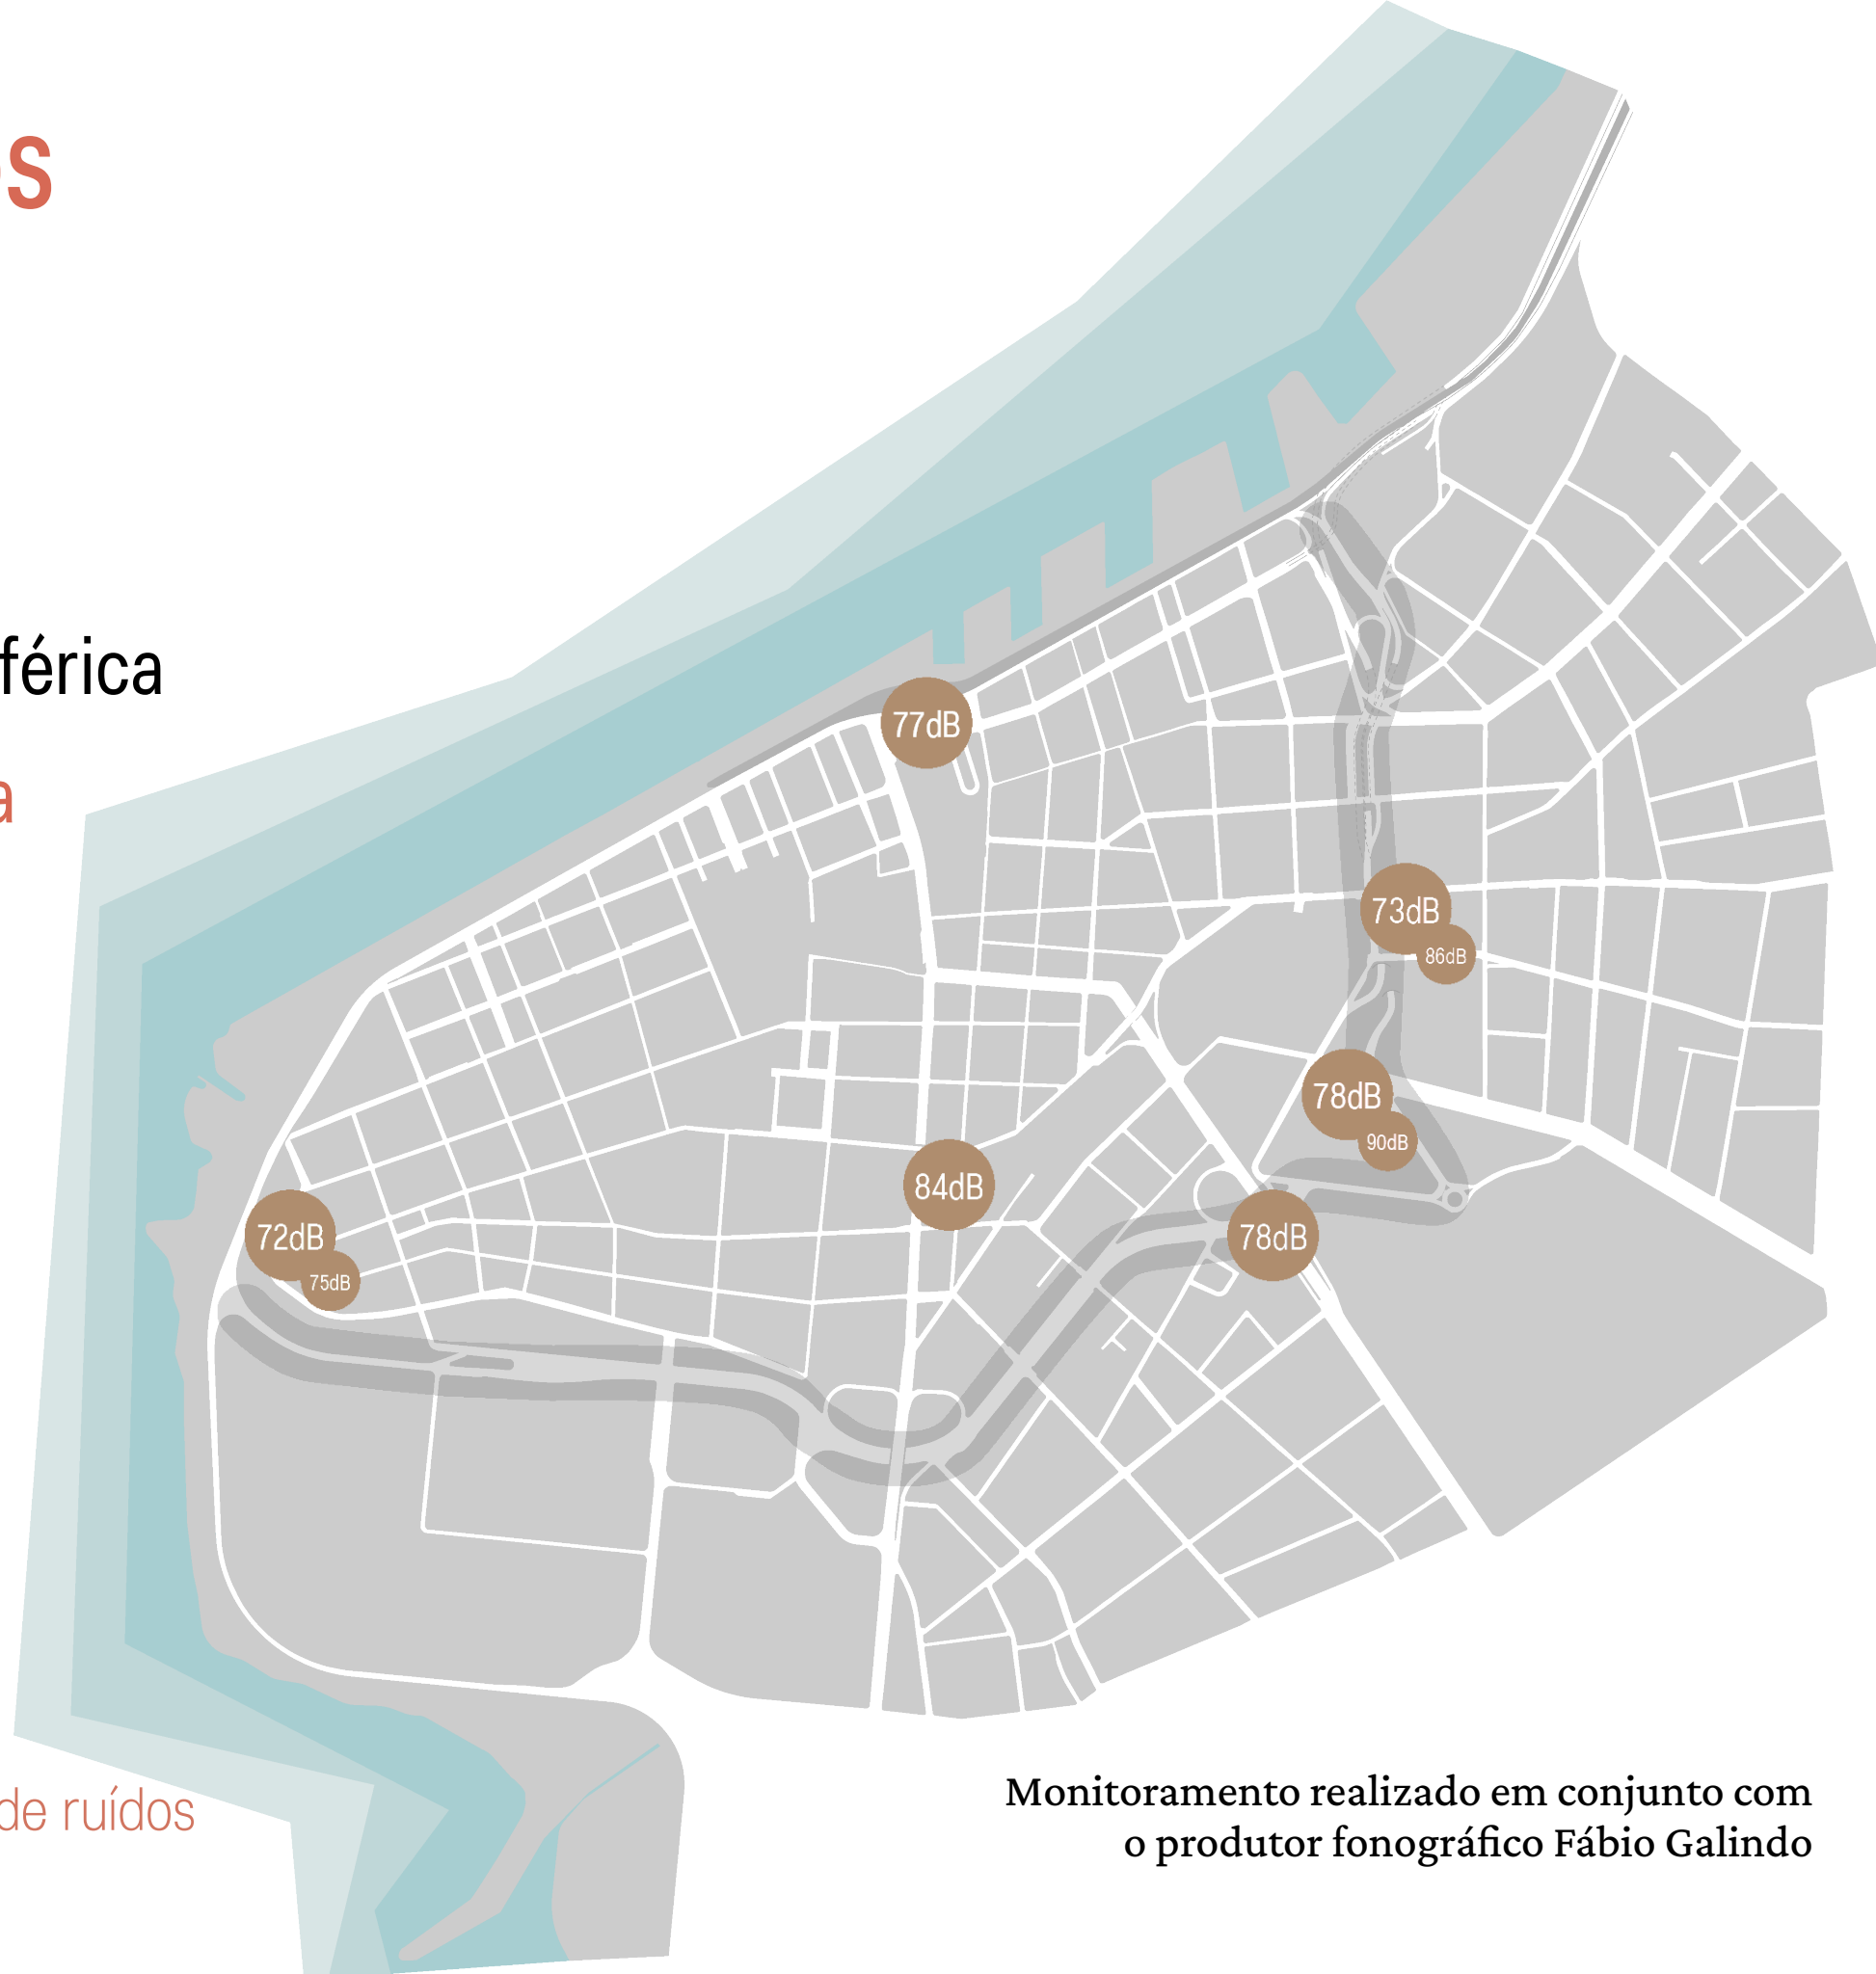 os
férica
a
77dB
73dB
86dB
78dB
90dB
84dB
72dB
75dB
78dB
de ruídos
Monitoramento realizado em conjunto com
o produtor fonográfico Fábio Galindo